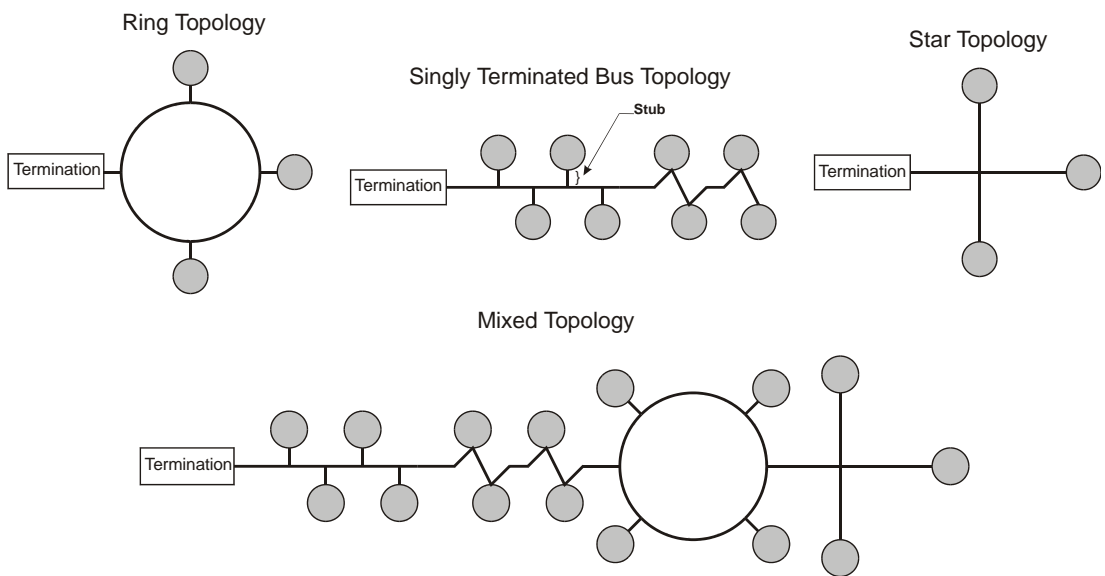 Ring Topology
Star Topology
Singly Terminated Bus Topology
Stub
Termination
Termination
Termination
Mixed Topology
Termination